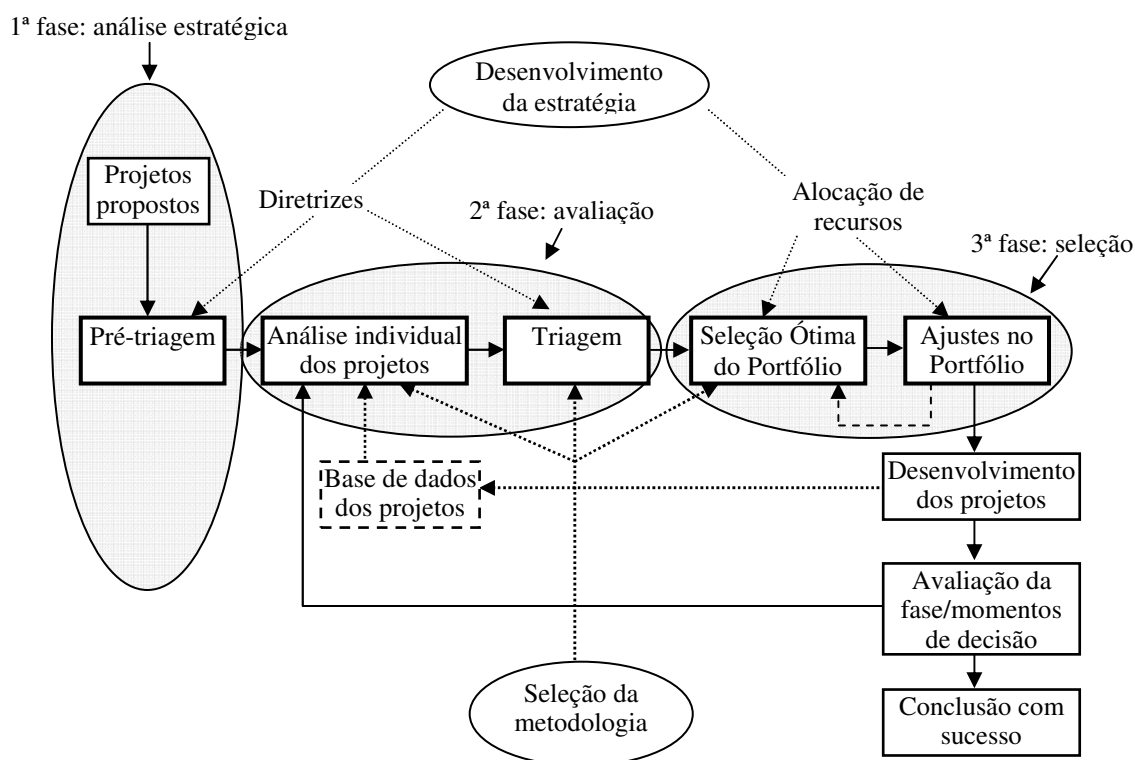 1ª fase: análise estratégica
Desenvolvimento
da estratégia
Projetos
propostos
Diretrizes
2ª fase: avaliação
Alocação de
recursos
3ª fase: seleção
Pré-triagem
Análise individual
dos projetos
Triagem
Seleção Ótima
do Portfólio
Ajustes no
Portfólio
Base de dados
dos projetos
Desenvolvimento
dos projetos
Avaliação da
fase/momentos
de decisão
Seleção da
metodologia
Conclusão com
sucesso